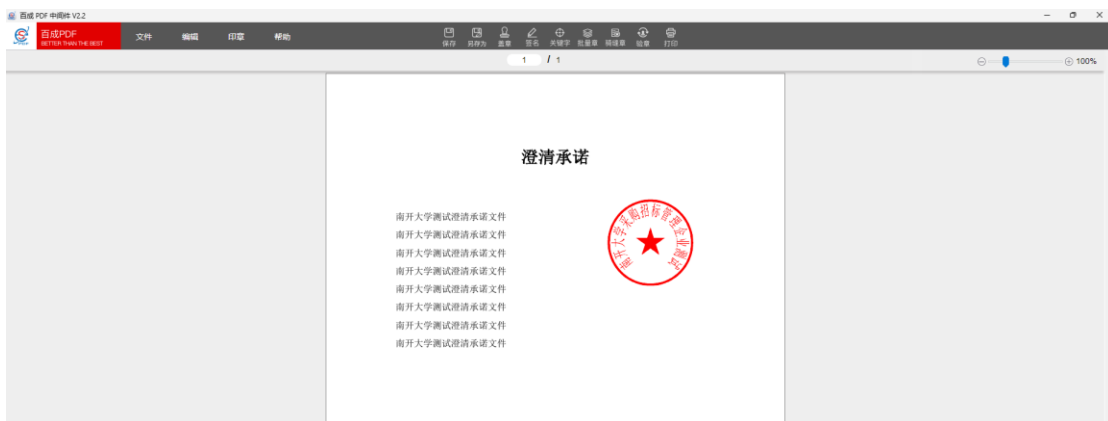 百成 PDF 中间件 V2.2
百成PDF
BETTER THAN THE BEST
文件 编辑 印章 帮助
保存 另存为 盖章 签名 关键字 批量章 骑缝章 验章 打印
1 / 1
100%
澄清承诺
南开大学测试澄清承诺文件
南开大学测试澄清承诺文件
南开大学测试澄清承诺文件
南开大学测试澄清承诺文件
南开大学测试澄清承诺文件
南开大学测试澄清承诺文件
南开大学测试澄清承诺文件
南开大学测试澄清承诺文件
南开大学采购招标管理企业测试